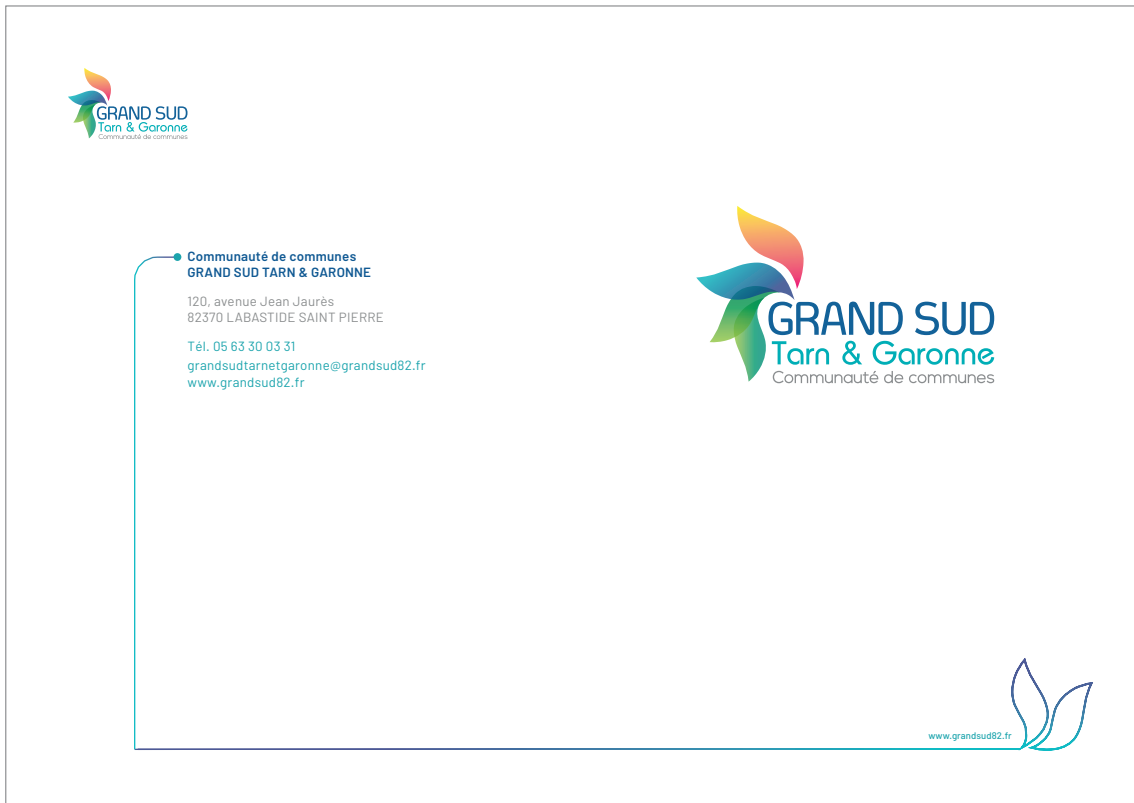 GRAND SUD
Tarn & Garonne
Communauté de communes
Communauté de communes
GRAND SUD TARN & GARONNE
120, avenue Jean Jaurès
82370 LABASTIDE SAINT PIERRE
Tél. 05 63 30 03 31
grandsudtarnetgaronne@grandsud82.fr
www.grandsud82.fr
GRAND SUD
Tarn & Garonne
Communauté de communes
www.grandsud82.fr